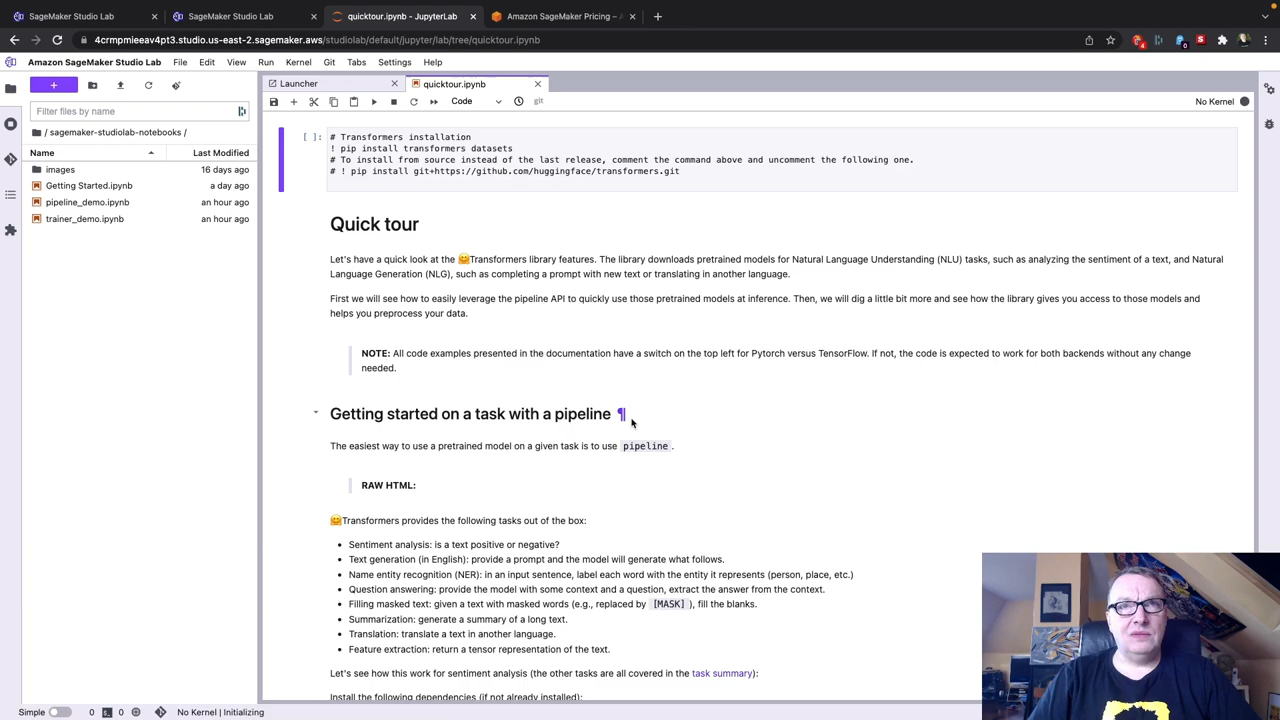 SageMaker Studio Lab
SageMaker Studio Lab
quicktour.ipynb - JupyterLab
Amazon SageMaker Pricing – A
4crmpmieeav4pt3.studio.us-east-2.sagemaker.aws/studiolab/default/jupyter/lab/tree/quicktour.ipynb
Amazon SageMaker Studio Lab File Edit View Run Kernel Git Tabs Settings Help
Launcher
quicktour.ipynb
Code
git
No Kernel
Filter files by name
/ sagemaker-studiolab-notebooks /
Name Last Modified
images 16 days ago
Getting Started.ipynb a day ago
pipeline_demo.ipynb an hour ago
trainer_demo.ipynb an hour ago
[ ]: # Transformers installation
! pip install transformers datasets
# To install from source instead of the last release, comment the command above and uncomment the following one.
# ! pip install git+https://github.com/huggingface/transformers.git
Quick tour
Let's have a quick look at the 🤗Transformers library features. The library downloads pretrained models for Natural Language Understanding (NLU) tasks, such as analyzing the sentiment of a text, and Natural
Language Generation (NLG), such as completing a prompt with new text or translating in another language.
First we will see how to easily leverage the pipeline API to quickly use those pretrained models at inference. Then, we will dig a little bit more and see how the library gives you access to those models and
helps you preprocess your data.
NOTE: All code examples presented in the documentation have a switch on the top left for Pytorch versus TensorFlow. If not, the code is expected to work for both backends without any change
needed.
Getting started on a task with a pipeline ¶
The easiest way to use a pretrained model on a given task is to use pipeline.
RAW HTML:
🤗Transformers provides the following tasks out of the box:
• Sentiment analysis: is a text positive or negative?
• Text generation (in English): provide a prompt and the model will generate what follows.
• Name entity recognition (NER): in an input sentence, label each word with the entity it represents (person, place, etc.)
• Question answering: provide the model with some context and a question, extract the answer from the context.
• Filling masked text: given a text with masked words (e.g., replaced by [MASK]), fill the blanks.
• Summarization: generate a summary of a long text.
• Translation: translate a text in another language.
• Feature extraction: return a tensor representation of the text.
Let's see how this work for sentiment analysis (the other tasks are all covered in the task summary):
Install the following dependencies (if not already installed):
Simple 0 0 No Kernel | Initializing